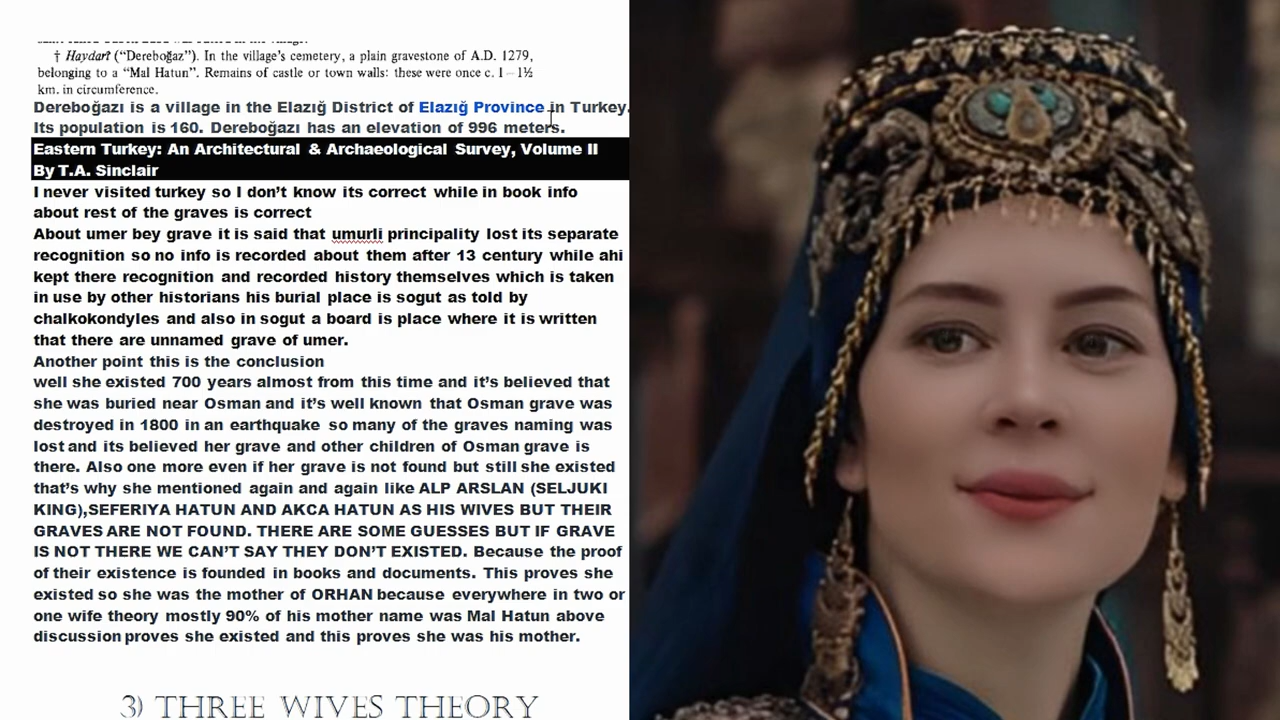 † Haydarî ("Dereboğaz"). In the village's cemetery, a plain gravestone of A.D. 1279,
belonging to a "Mal Hatun". Remains of castle or town walls: these were once c. 1–1½
km. in circumference.
Dereboğazı is a village in the Elazığ District of Elazığ Province in Turkey.
Its population is 160. Dereboğazı has an elevation of 996 meters.
Eastern Turkey: An Architectural & Archaeological Survey, Volume II
By T.A. Sinclair
I never visited turkey so I don't know its correct while in book info
about rest of the graves is correct
About umer bey grave it is said that umurli principality lost its separate
recognition so no info is recorded about them after 13 century while ahi
kept there recognition and recorded history themselves which is taken
in use by other historians his burial place is sogut as told by
chalkokondyles and also in sogut a board is place where it is written
that there are unnamed grave of umer.
Another point this is the conclusion
well she existed 700 years almost from this time and it's believed that
she was buried near Osman and it's well known that Osman grave was
destroyed in 1800 in an earthquake so many of the graves naming was
lost and its believed her grave and other children of Osman grave is
there. Also one more even if her grave is not found but still she existed
that's why she mentioned again and again like ALP ARSLAN (SELJUKI
KING),SEFERIYA HATUN AND AKCA HATUN AS HIS WIVES BUT THEIR
GRAVES ARE NOT FOUND. THERE ARE SOME GUESSES BUT IF GRAVE
IS NOT THERE WE CAN'T SAY THEY DON'T EXISTED. Because the proof
of their existence is founded in books and documents. This proves she
existed so she was the mother of ORHAN because everywhere in two or
one wife theory mostly 90% of his mother name was Mal Hatun above
discussion proves she existed and this proves she was his mother.
3) THREE WIVES THEORY